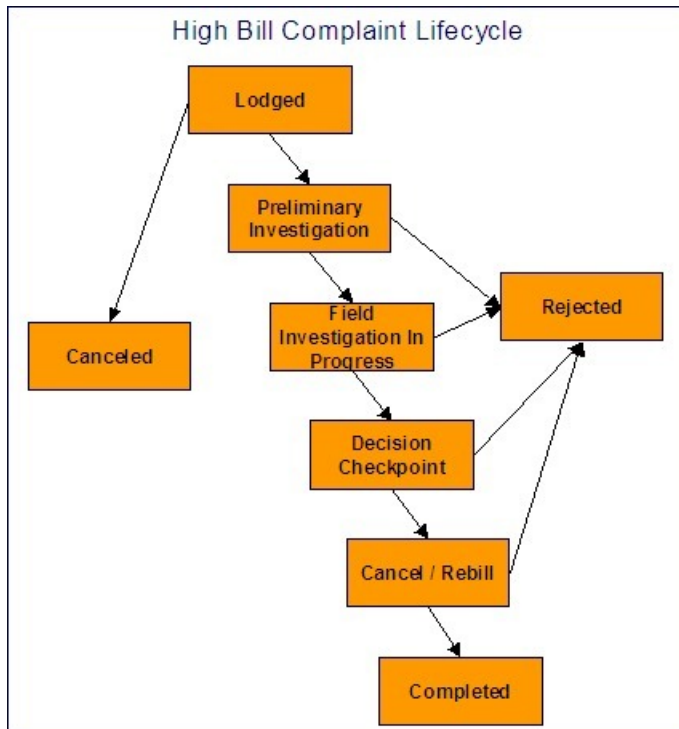 High Bill Complaint Lifecycle
Lodged
Preliminary
Investigation
Rejected
Field
Investigation In
Progress
Canceled
Decision
Checkpoint
Cancel / Rebill
Completed